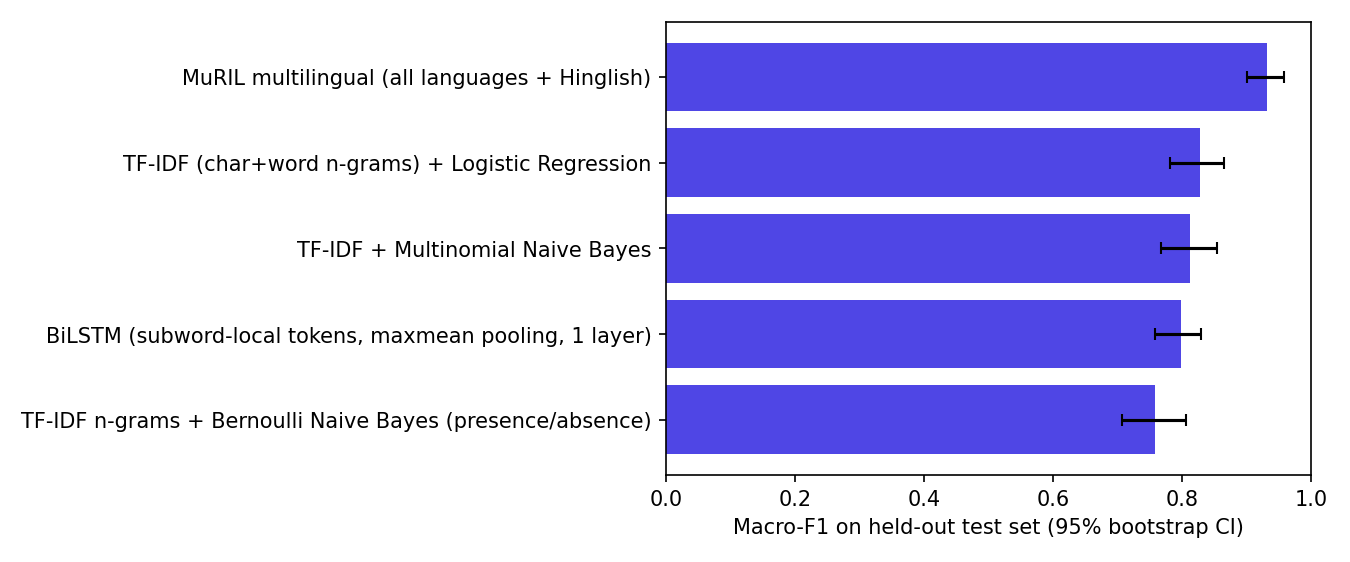 MuRIL multilingual (all languages + Hinglish)
TF-IDF (char+word n-grams) + Logistic Regression
TF-IDF + Multinomial Naive Bayes
BiLSTM (subword-local tokens, maxmean pooling, 1 layer)
TF-IDF n-grams + Bernoulli Naive Bayes (presence/absence)
0.0 0.2 0.4 0.6 0.8 1.0
Macro-F1 on held-out test set (95% bootstrap CI)